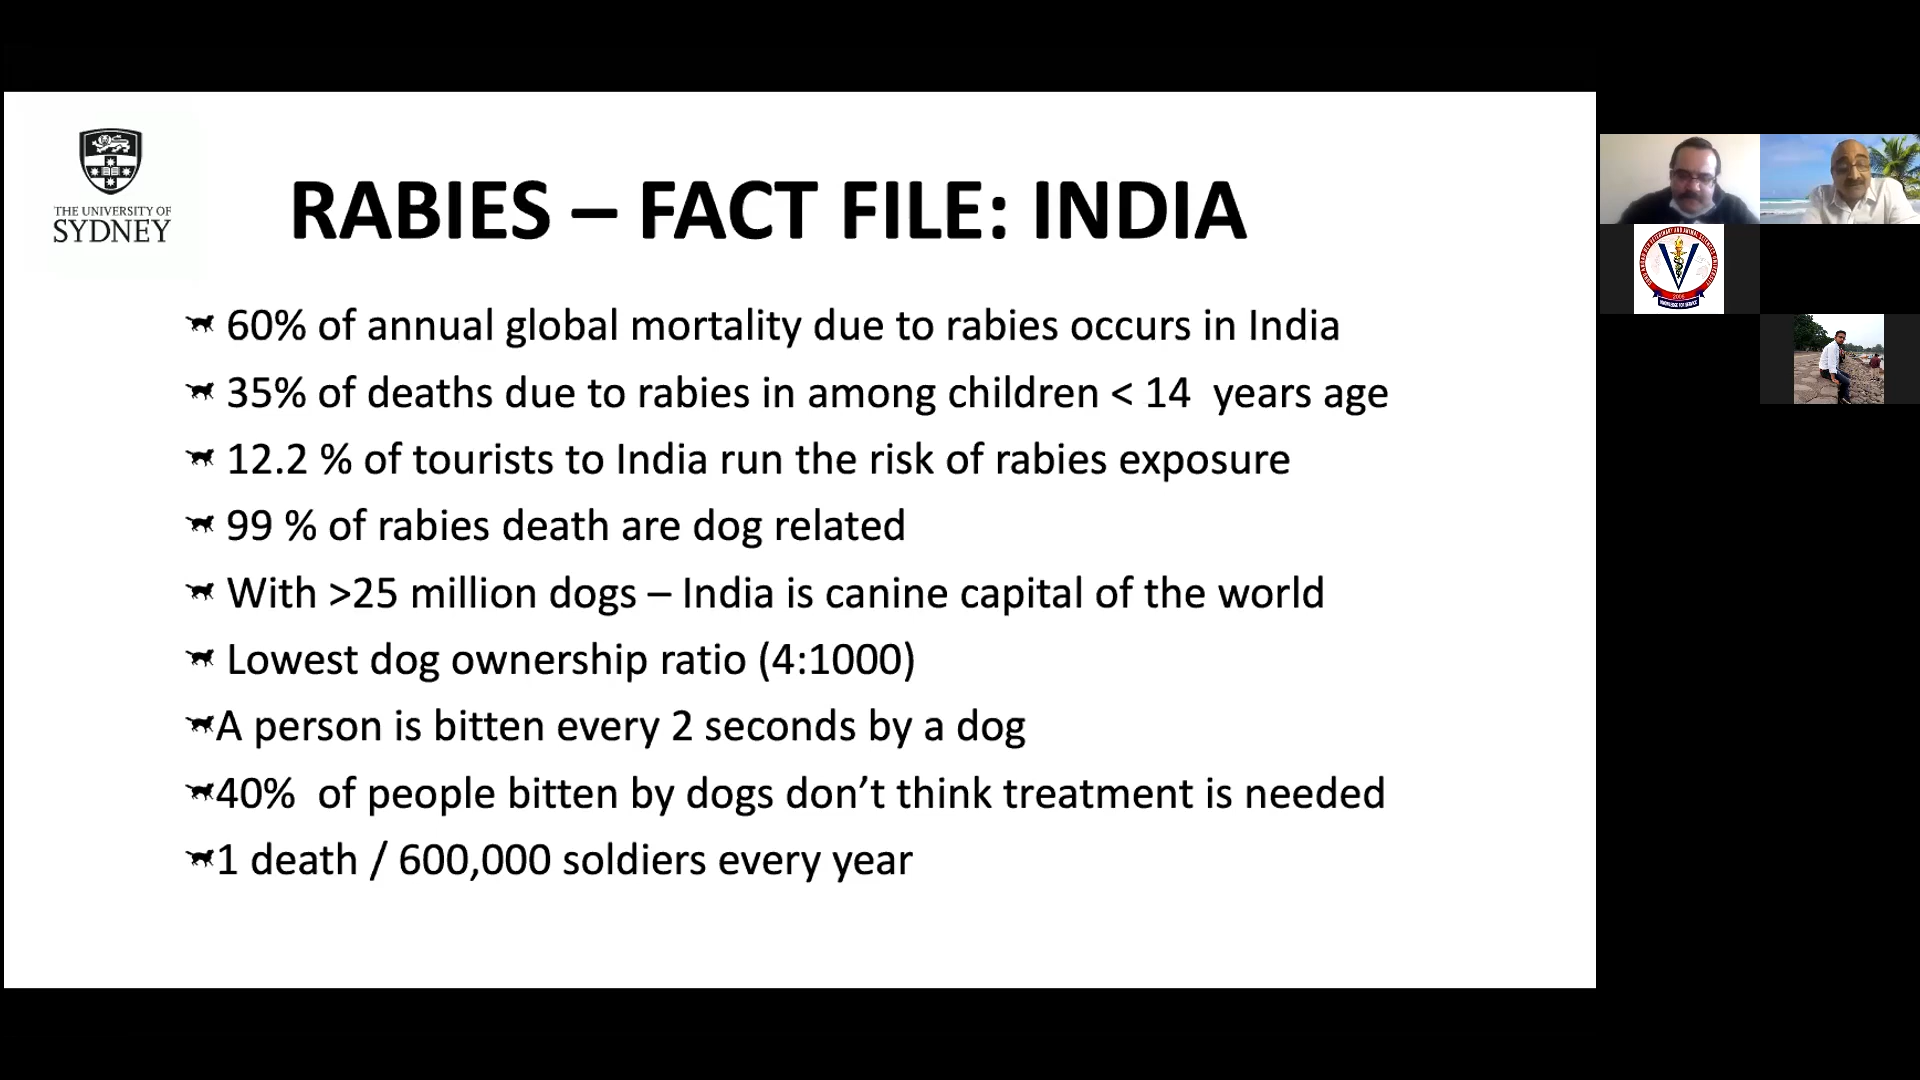 THE UNIVERSITY OF
SYDNEY
RABIES – FACT FILE: INDIA
60% of annual global mortality due to rabies occurs in India
35% of deaths due to rabies in among children < 14  years age
12.2 % of tourists to India run the risk of rabies exposure
99 % of rabies death are dog related
With >25 million dogs – India is canine capital of the world
Lowest dog ownership ratio (4:1000)
A person is bitten every 2 seconds by a dog
40%  of people bitten by dogs don’t think treatment is needed
1 death / 600,000 soldiers every year